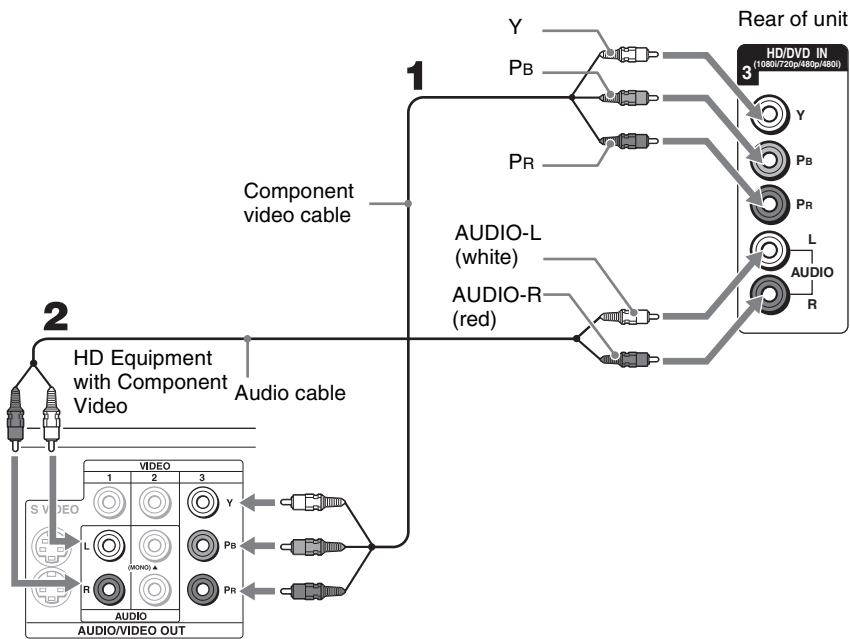 Rear of unit
Y
PB
PR
1
HD/DVD IN
(1080i/720p/480p/480i)
3
Y
PB
PR
L
AUDIO
R
Component
video cable
AUDIO-L
(white)
AUDIO-R
(red)
2
HD Equipment
with Component
Video
Audio cable
VIDEO
1 2 3
S VIDEO
Y
L
PB
(MONO)
R
PR
AUDIO
AUDIO/VIDEO OUT